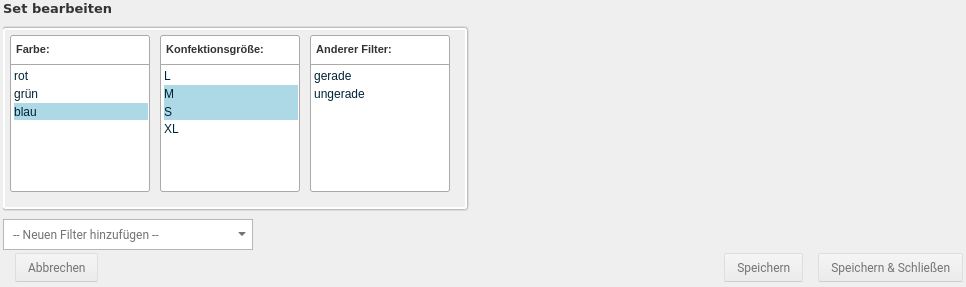 Set bearbeiten
Farbe:
rot
grün
blau
Konfektionsgröße:
L
M
S
XL
Anderer Filter:
gerade
ungerade
-- Neuen Filter hinzufügen --
Abbrechen
Speichern
Speichern & Schließen